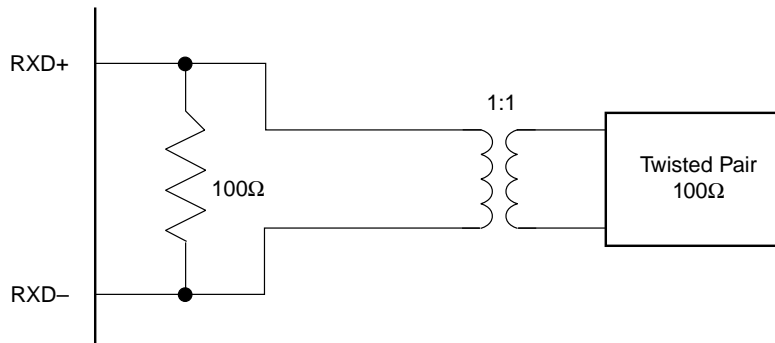 RXD+
1:1
100Ω
Twisted Pair
100Ω
RXD–